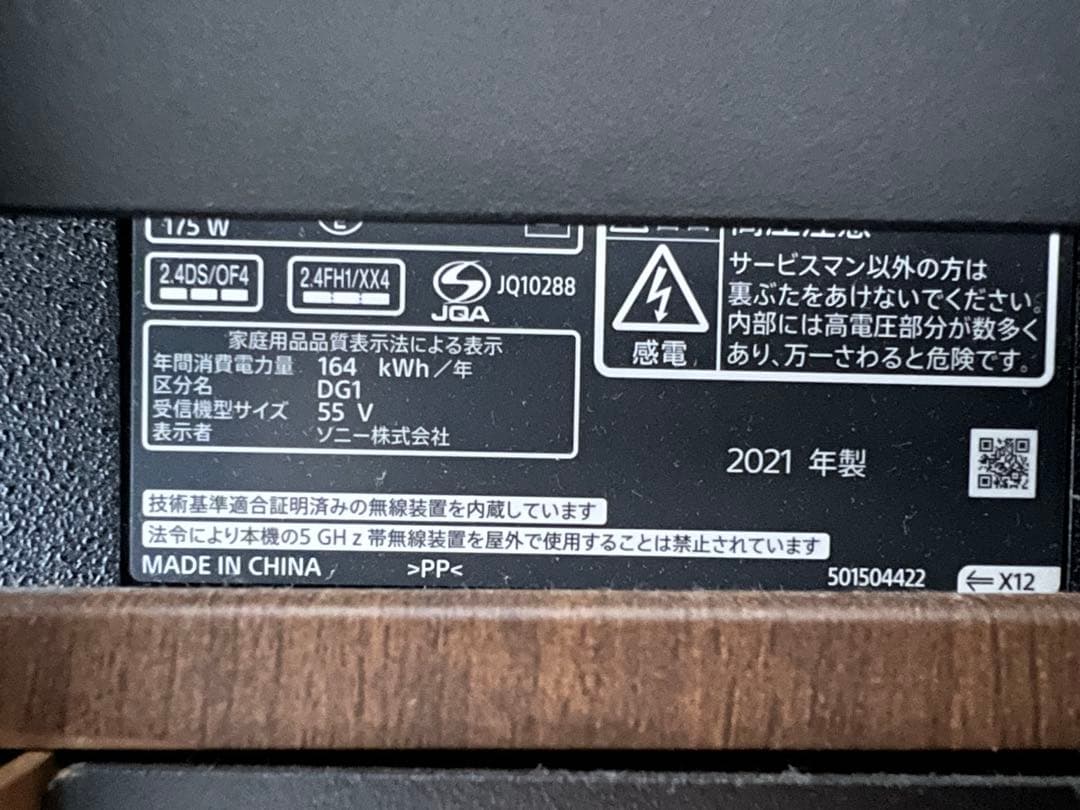 175 W
2.4DS/OF4
2.4FH1/XX4
JQA
JQ10288
家庭用品品質表示法による表示
年間消費電力量 164 kWh/年
区分名 DG1
受信機型サイズ 55 V
表示者 ソニー株式会社
高圧注意
サービスマン以外の方は
裏ぶたをあけないでください。
内部には高電圧部分が数多く
あり、万一さわると危険です。
感電
2021 年製
技術基準適合証明済みの無線装置を内蔵しています
法令により本機の5 GHz帯無線装置を屋外で使用することは禁止されています
MADE IN CHINA >PP<
501504422
⇐ X12